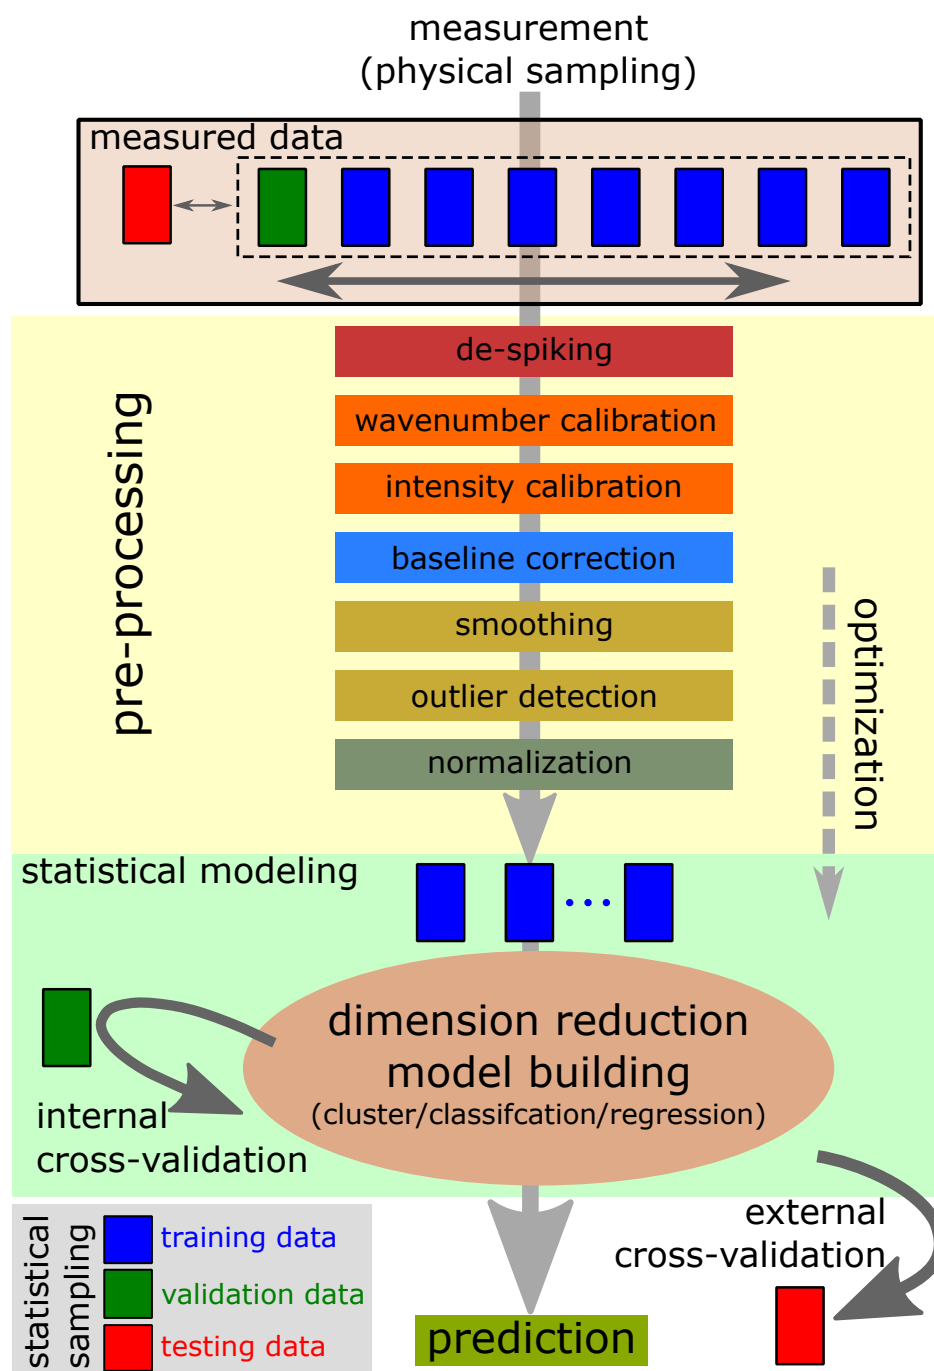 measurement
(physical sampling)
measured data
de-spiking
wavenumber calibration
intensity calibration
baseline correction
smoothing
outlier detection
normalization
pre-processing
optimization
statistical modeling
...
dimension reduction
model building
(cluster/classifcation/regression)
internal
cross-validation
external
cross-validation
statistical
sampling
training data
validation data
testing data
prediction